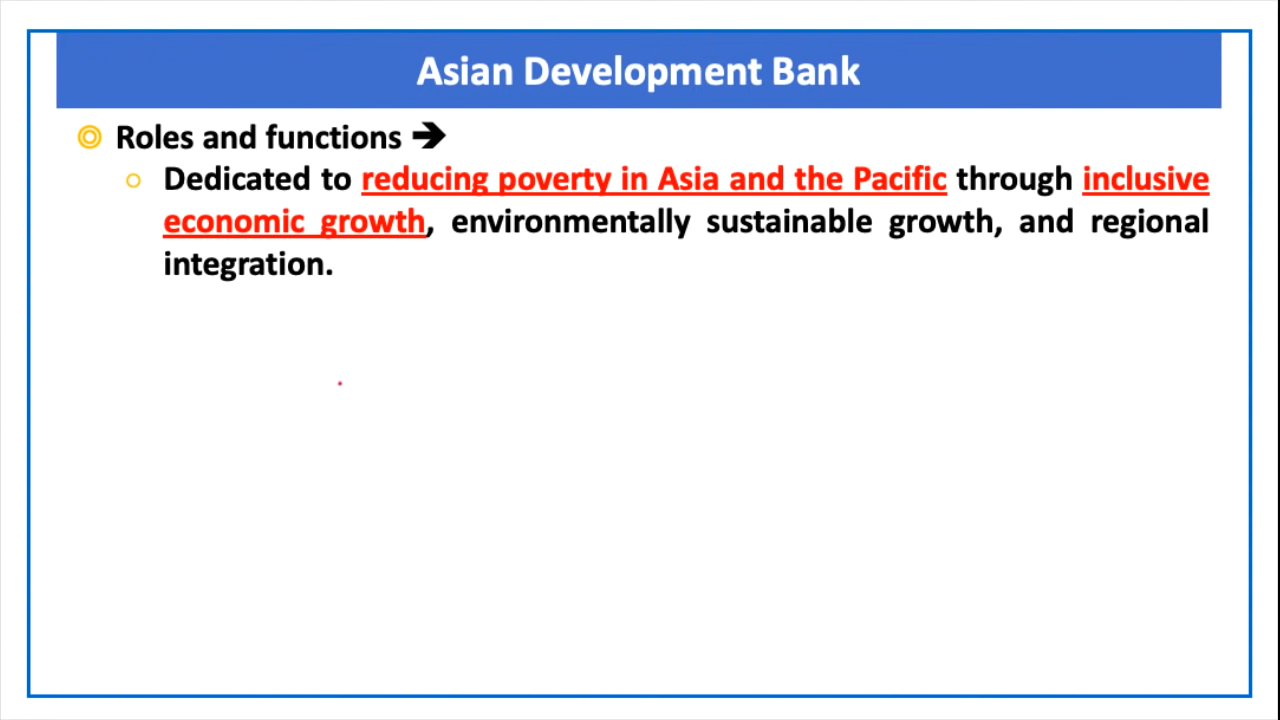 Asian Development Bank
Roles and functions ➔
Dedicated to reducing poverty in Asia and the Pacific through inclusive
economic growth, environmentally sustainable growth, and regional
integration.